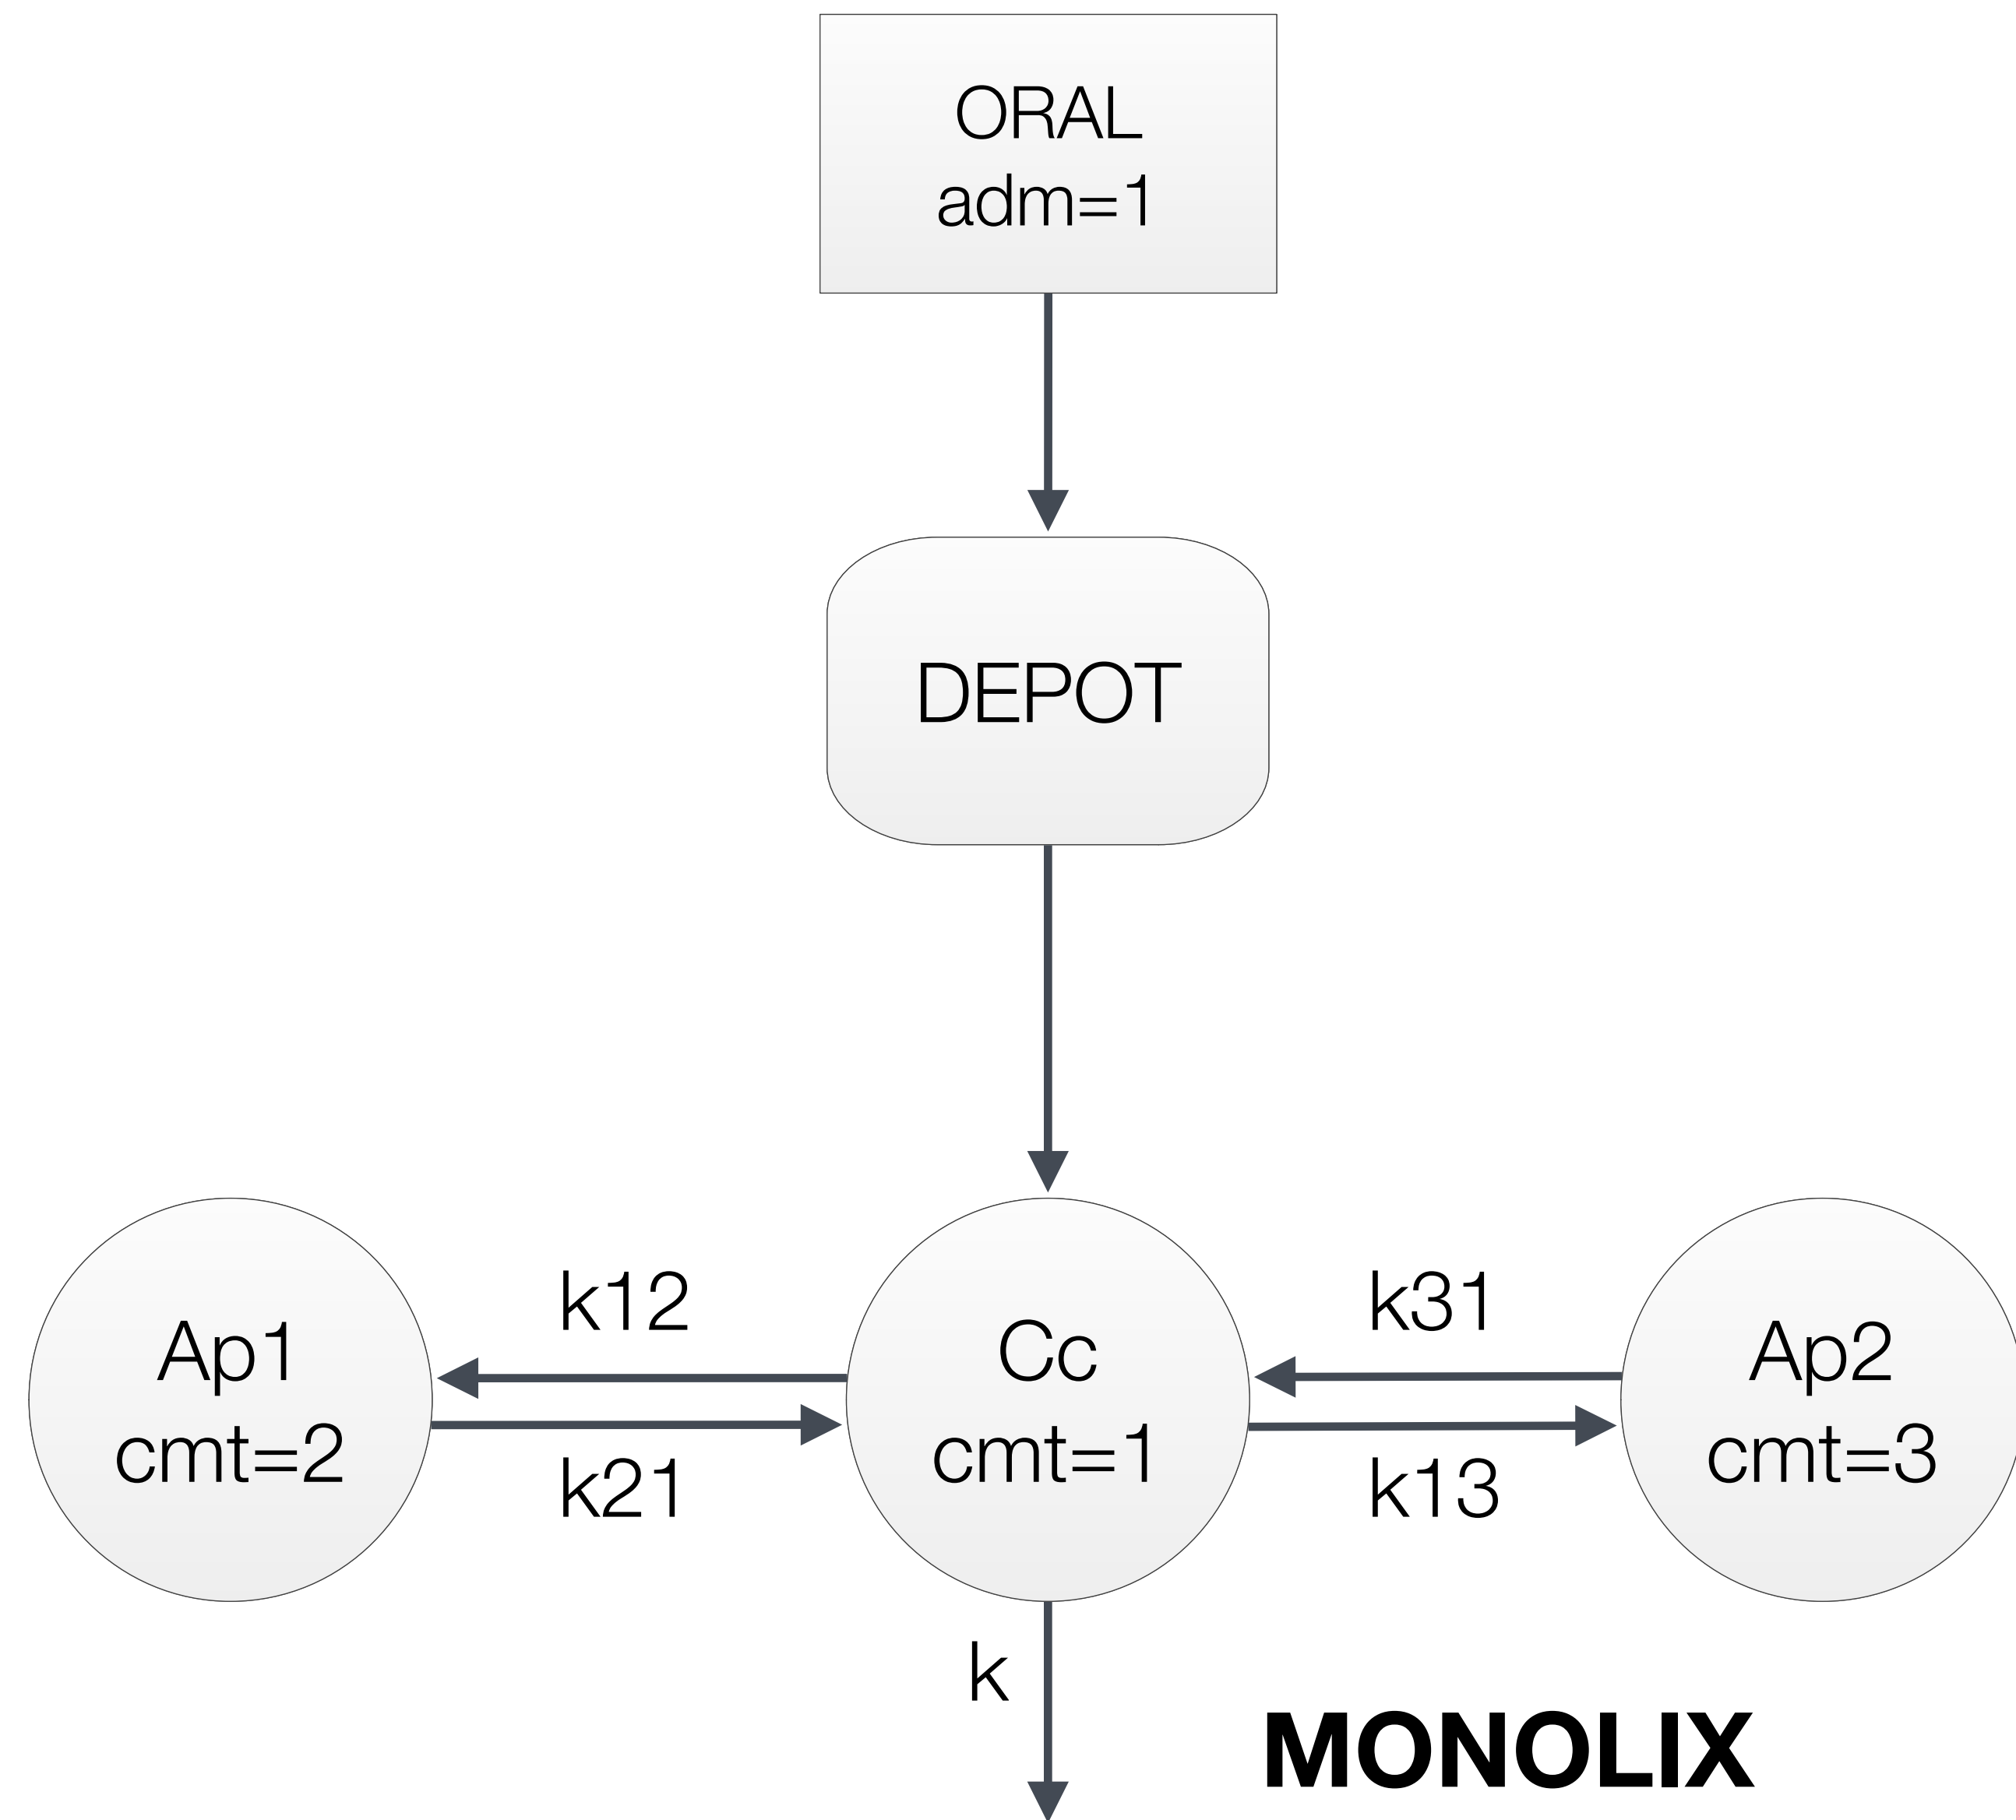 ORAL
adm=1
DEPOT
k12
k31
Ap1
Cc
Ap2
cmt=2
cmt=1
cmt=3
k21
k13
k
MONOLIX